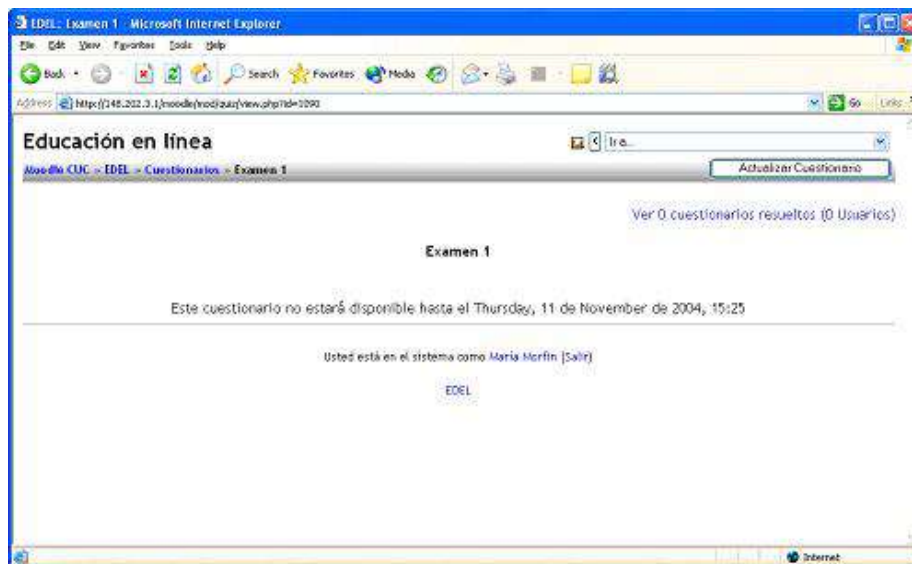 EDEL: Examen 1 - Microsoft Internet Explorer
File Edit View Favorites Tools Help
Back Search Favorites Media
Address http://148.202.3.1/moodle/mod/quiz/view.php?id=1090 Go Links
Educación en línea
Ir a...
Moodle CUC » EDEL » Cuestionarios » Examen 1
Actualizar Cuestionario
Ver 0 cuestionarios resueltos (0 Usuarios)
Examen 1
Este cuestionario no estará disponible hasta el Thursday, 11 de November de 2004, 15:25
Usted está en el sistema como María Morfin (Salir)
EDEL
Internet